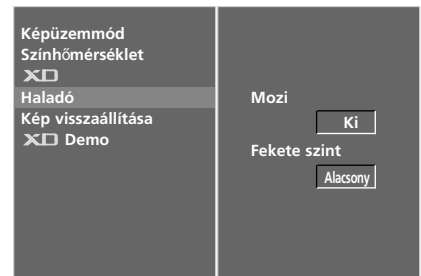 Képüzemmód
Színhőmérséklet
XD
Haladó
Kép visszaállítása
XD Demo
Mozi
Ki
Fekete szint
Alacsony